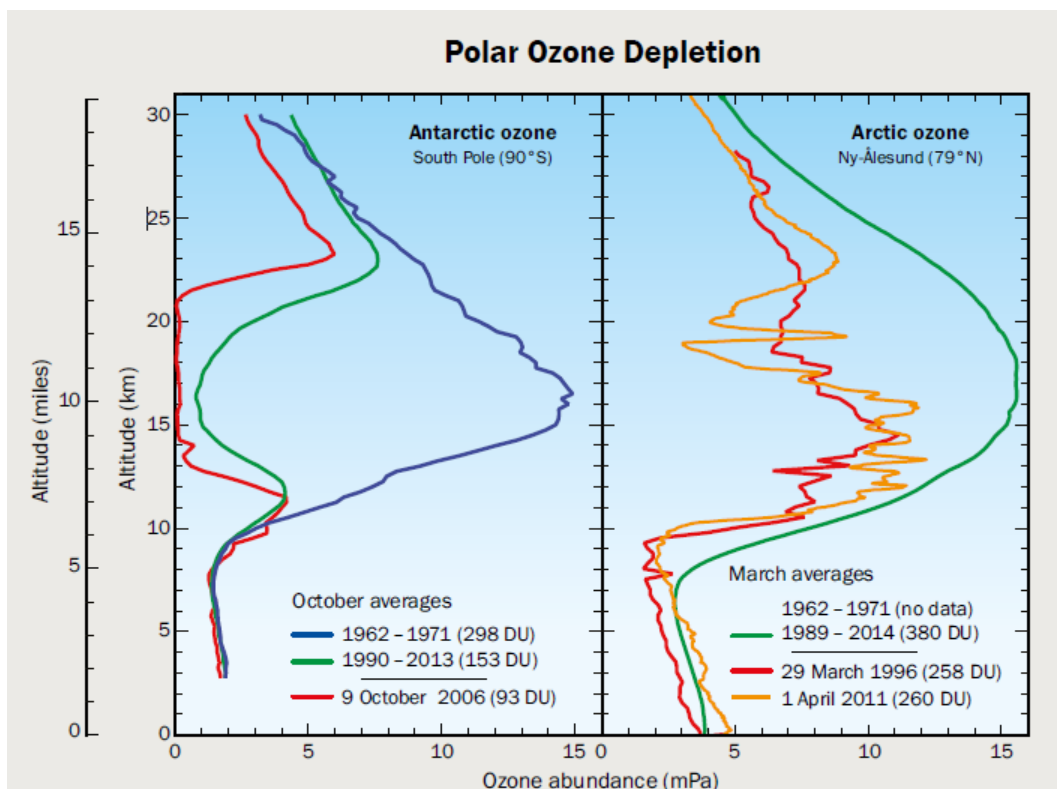 Polar Ozone Depletion
Antarctic ozone
South Pole (90°S)
Arctic ozone
Ny-Ålesund (79°N)
Altitude (miles)
15
10
5
0
Altitude (km)
30
25
20
15
10
5
0
October averages
1962 – 1971 (298 DU)
1990 – 2013 (153 DU)
9 October 2006 (93 DU)
March averages
1962 – 1971 (no data)
1989 – 2014 (380 DU)
29 March 1996 (258 DU)
1 April 2011 (260 DU)
0 5 10 15 0 5 10 15
Ozone abundance (mPa)